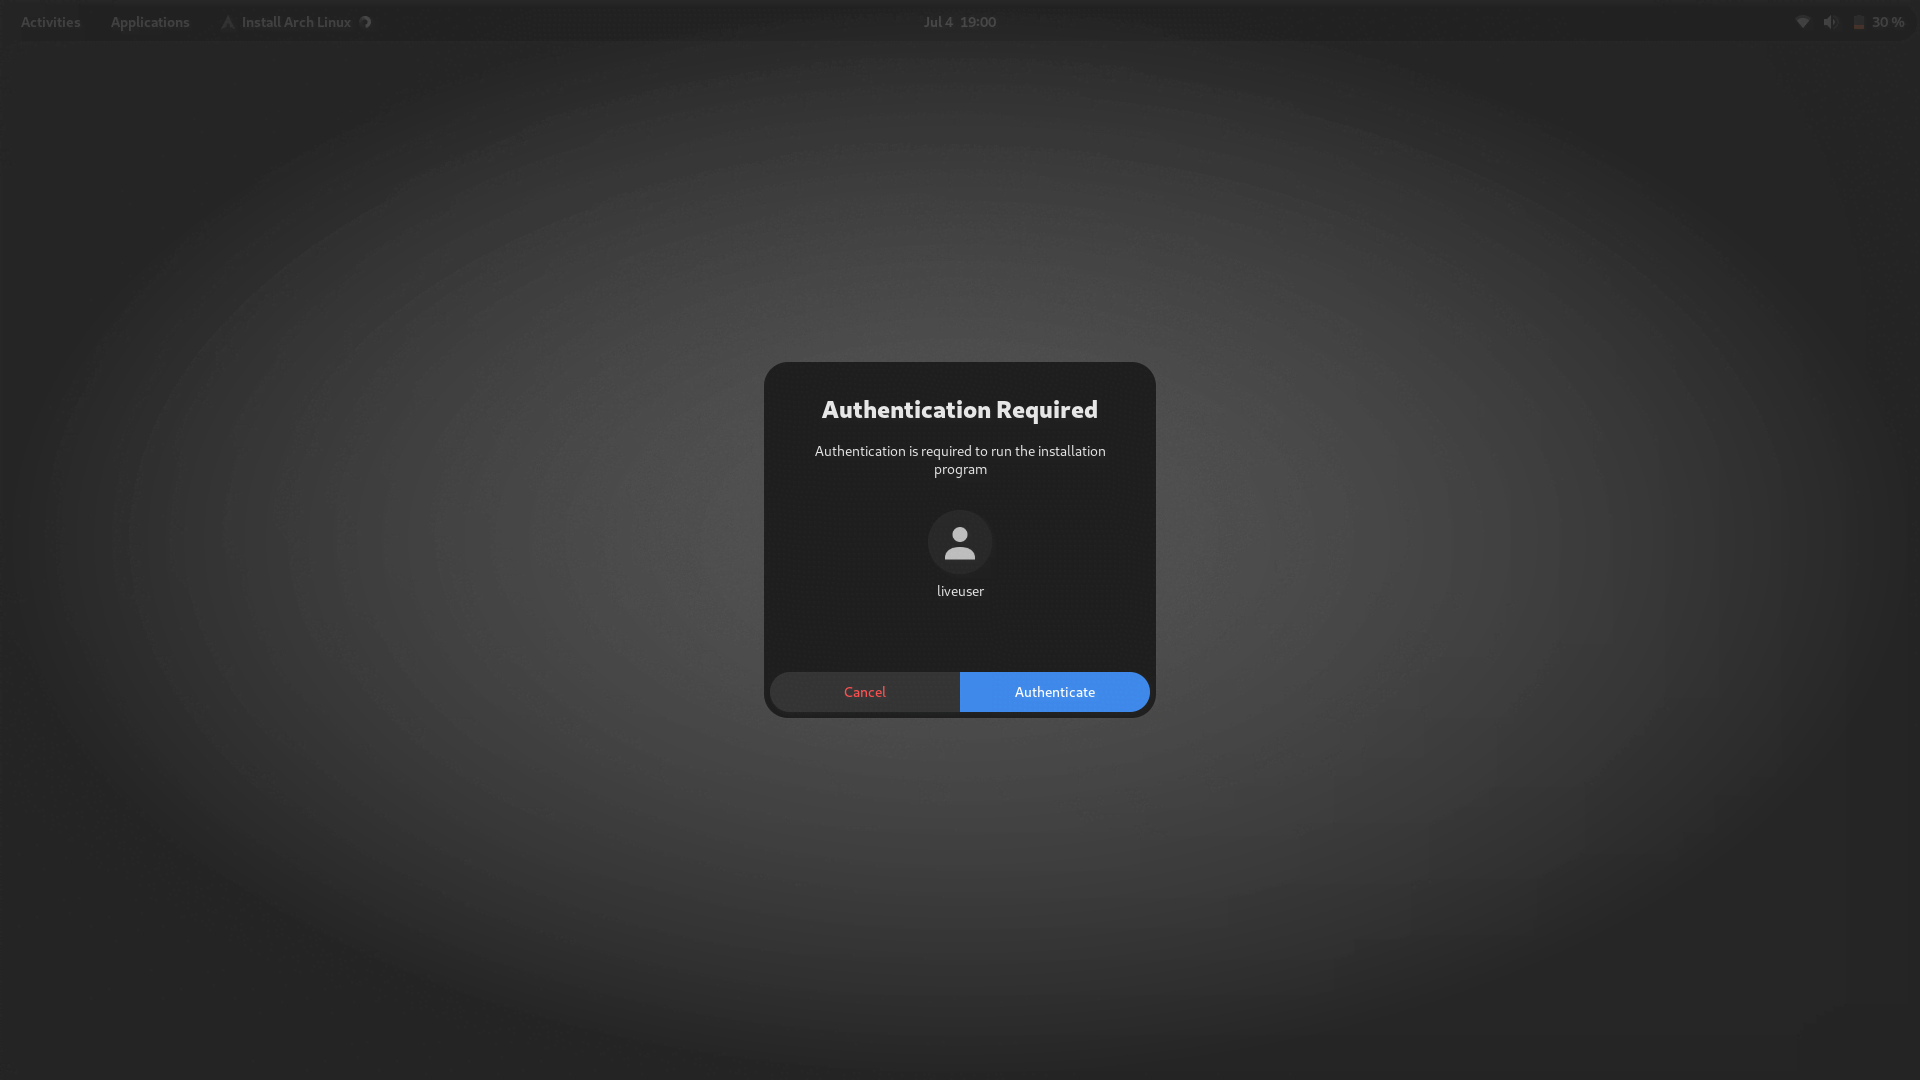 Activities Applications Install Arch Linux Jul 4 19:00 30 %
Authentication Required
Authentication is required to run the installation
program
liveuser
Cancel Authenticate